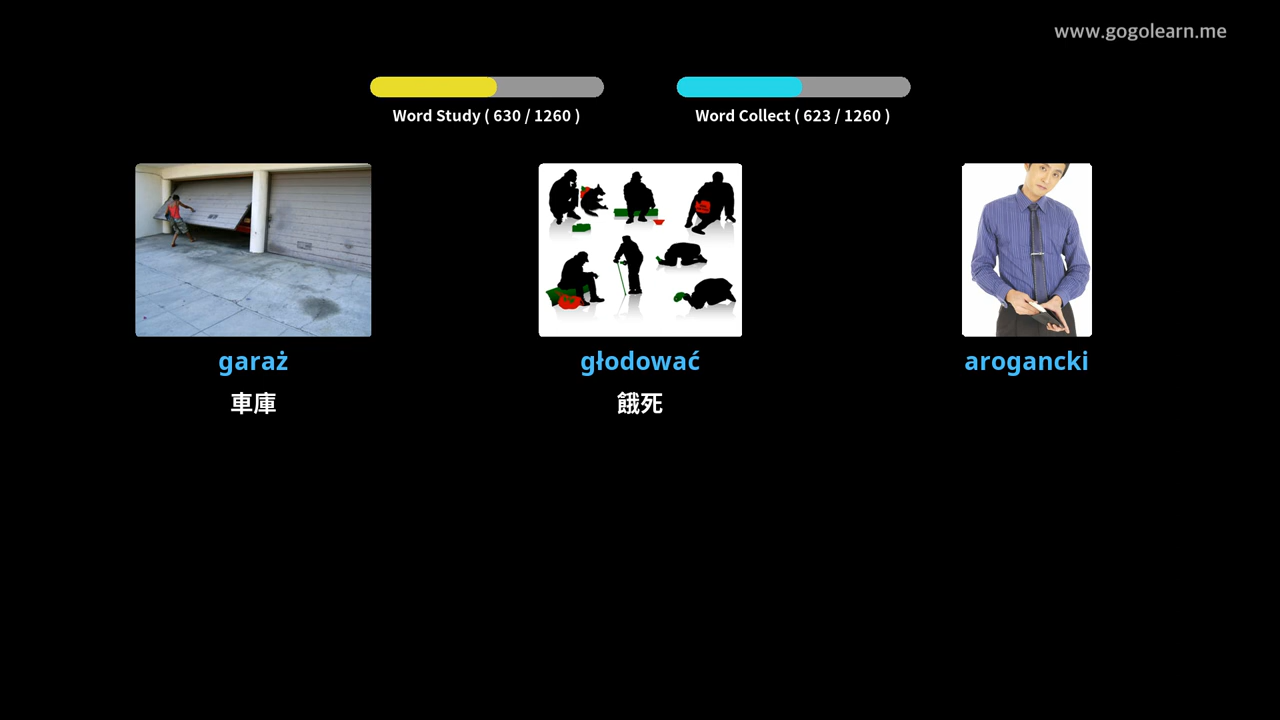 www.gogolearn.me
Word Study ( 630 / 1260 )
Word Collect ( 623 / 1260 )
garaż
głodować
arogancki
車庫
餓死